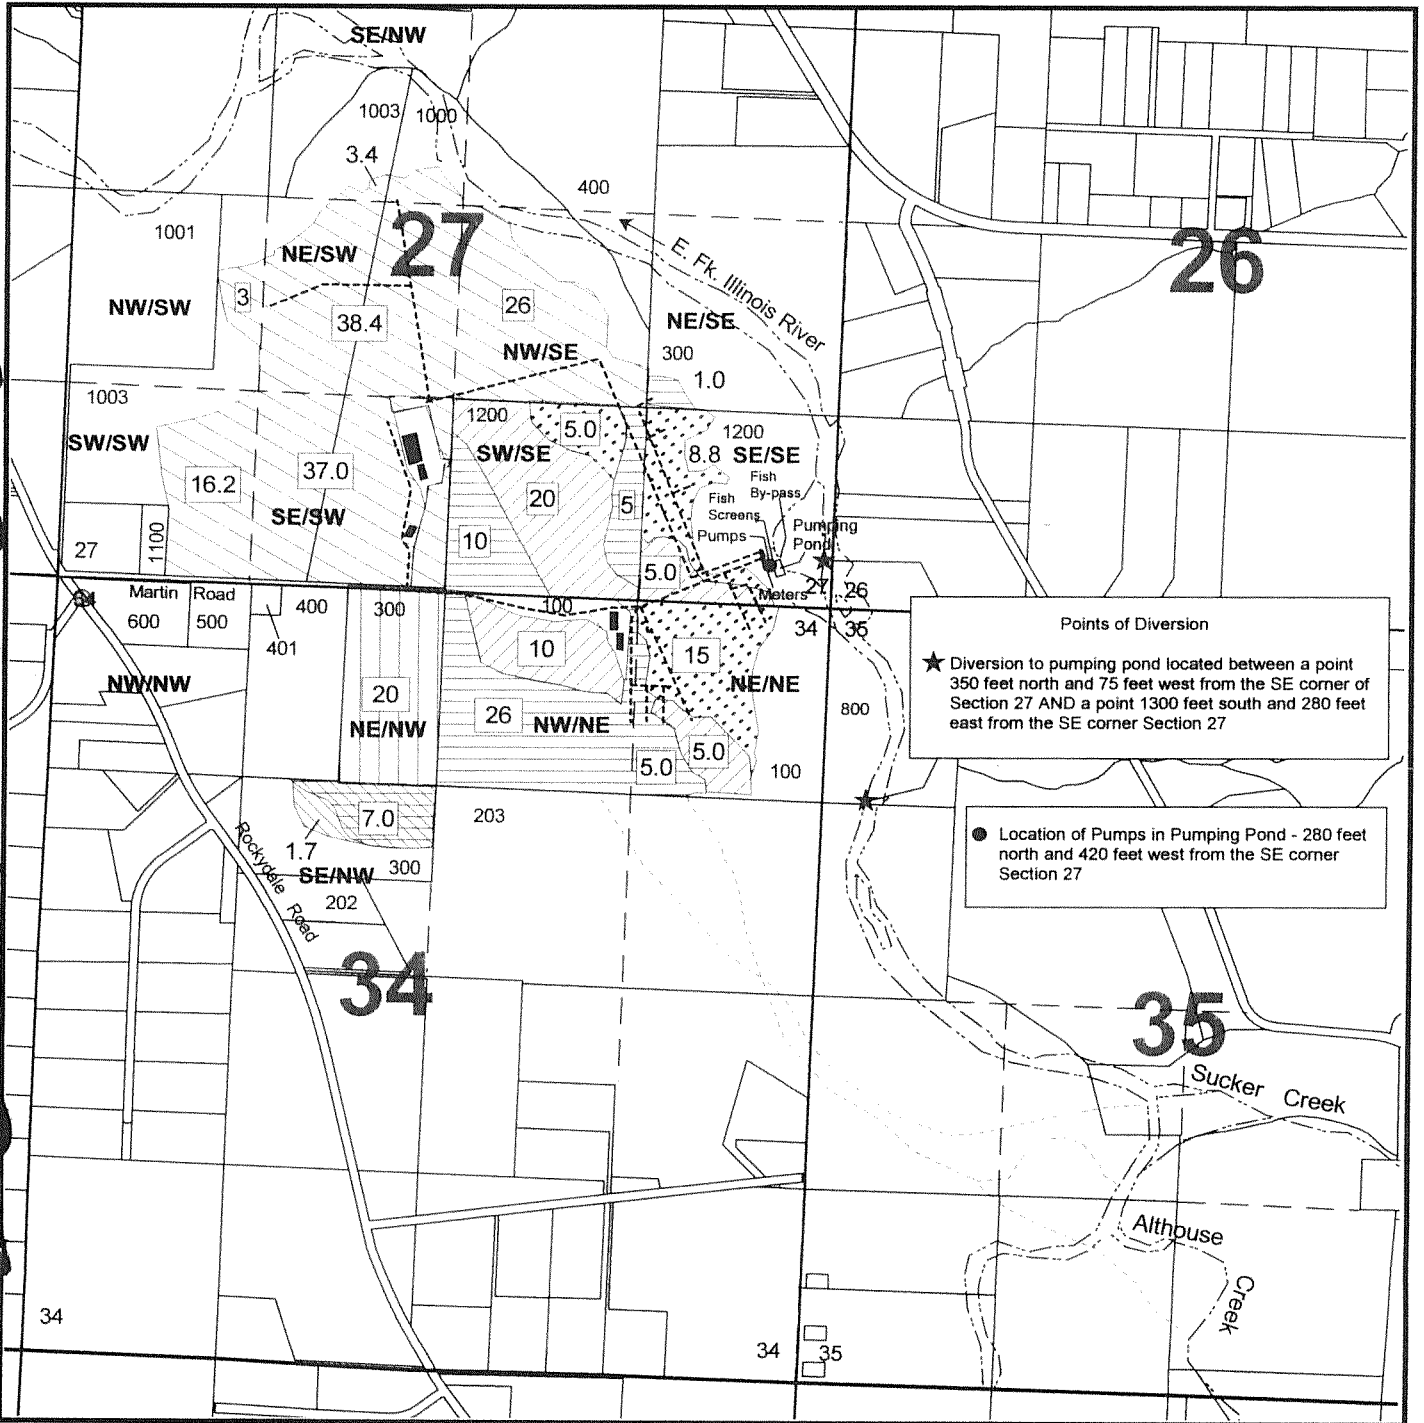 SE/NW
1003
1000
3.4
400
1001
27
26
NE/SW
E. Fk. Illinois River
3
26
NW/SW
38.4
NE/SE
NW/SE
300
1.0
1003
1200
5.0
1200
SW/SW
SW/SE
8.8
SE/SE
16.2
37.0
Fish
By-pass
20
5
Fish
Screens
SE/SW
Pumping
Pond
Pumps
10
27
1100
5.0
27
26
Meters
Martin
Road
400
300
100
600
500
34
35
401
10
15
NW/NW
NE/NE
20
26
NE/NW
NW/NE
800
5.0
5.0
100
Points of Diversion
Diversion to pumping pond located between a point
350 feet north and 75 feet west from the SE corner of
Section 27 AND a point 1300 feet south and 280 feet
east from the SE corner Section 27
7.0
203
1.7
Location of Pumps in Pumping Pond - 280 feet
north and 420 feet west from the SE corner
Section 27
Rockydale Road
300
SE/NW
202
34
35
Sucker Creek
Althouse
Creek
34
34
35